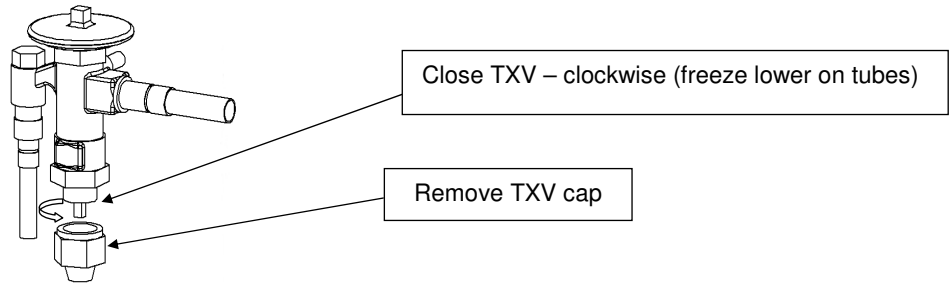 Close TXV – clockwise (freeze lower on tubes)
Remove TXV cap